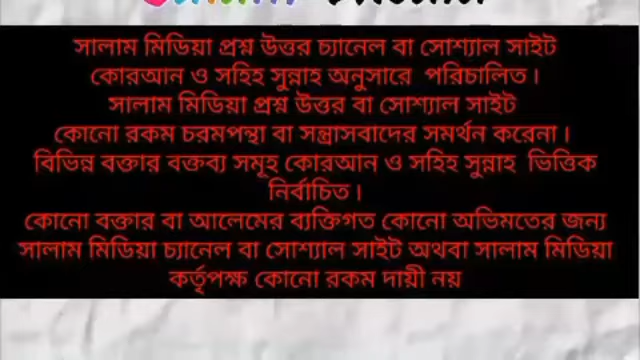 সালাম মিডিয়া প্রশ্ন উত্তর চ্যানেল বা সোশ্যাল সাইট
কোরআন ও সহিহ সুন্নাহ অনুসারে পরিচালিত।
সালাম মিডিয়া প্রশ্ন উত্তর বা সোশ্যাল সাইট
কোনো রকম চরমপন্থা বা সন্ত্রাসবাদের সমর্থন করেনা।
বিভিন্ন বক্তার বক্তব্য সমূহ কোরআন ও সহিহ সুন্নাহ ভিত্তিক
নির্বাচিত।
কোনো বক্তার বা আলেমের ব্যক্তিগত কোনো অভিমতের জন্য
সালাম মিডিয়া চ্যানেল বা সোশ্যাল সাইট অথবা সালাম মিডিয়া
কর্তৃপক্ষ কোনো রকম দায়ী নয়